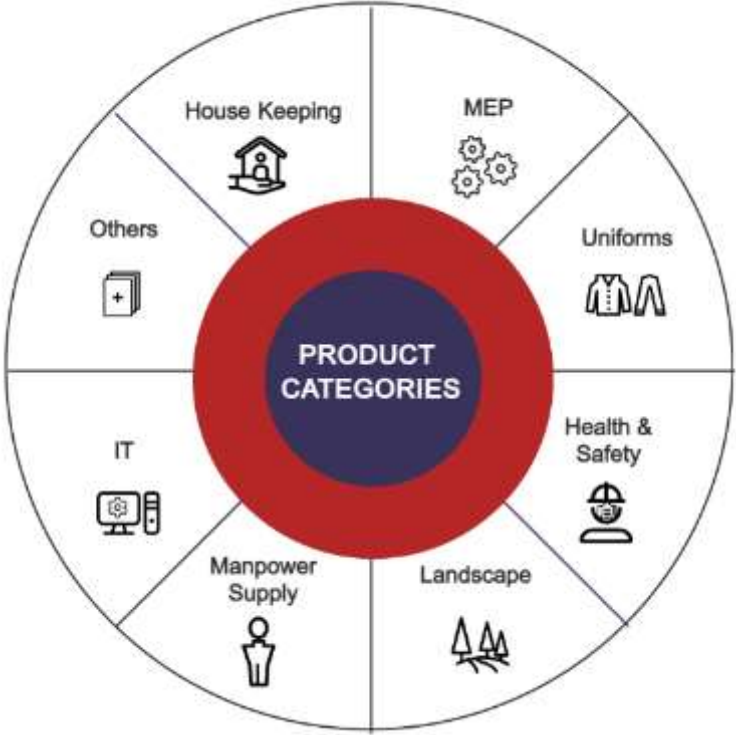 House Keeping
MEP
Others
Uniforms
PRODUCT
CATEGORIES
IT
Health &
Safety
Manpower
Supply
Landscape